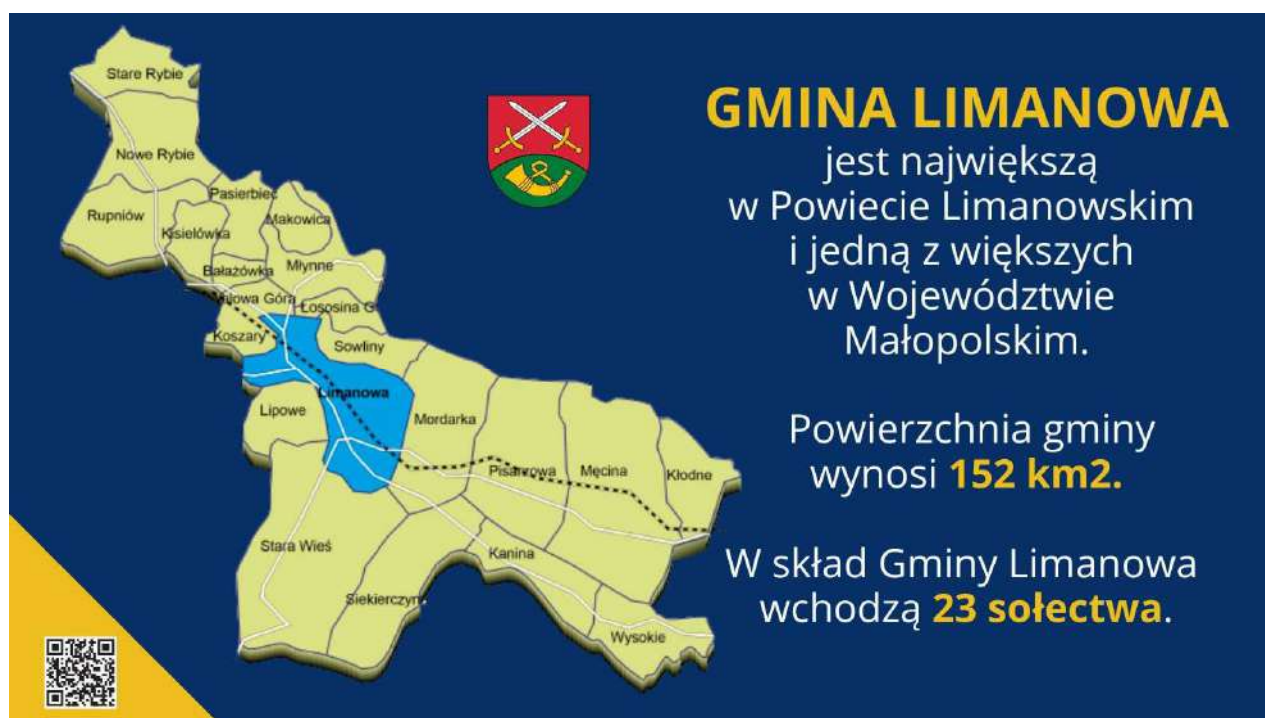 Stare Rybie
Nowe Rybie
Pasierbiec
Rupniów
Makowica
Kisielówka
Bałażówka
Młynne
Łososina G
Koszary
Sowliny
Limanowa
Lipowe
Mordarka
Pisarzowa
Męcina
Kłodne
Stara Wieś
Kanina
Siekierczyn
Wysokie
GMINA LIMANOWA
jest największą
w Powiecie Limanowskim
i jedną z większych
w Województwie
Małopolskim.
Powierzchnia gminy
wynosi 152 km2.
W skład Gminy Limanowa
wchodzą 23 sołectwa.